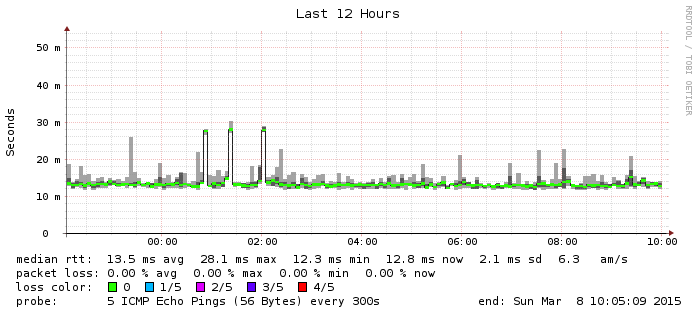 Last 12 Hours
RRDTOOL / TOBI OETIKER
Seconds
50 m
40 m
30 m
20 m
10 m
0
00:00 02:00 04:00 06:00 08:00 10:00
median rtt: 13.5 ms avg 28.1 ms max 12.3 ms min 12.8 ms now 2.1 ms sd 6.3 am/s
packet loss: 0.00 % avg 0.00 % max 0.00 % min 0.00 % now
loss color: 0 1/5 2/5 3/5 4/5
probe: 5 ICMP Echo Pings (56 Bytes) every 300s end: Sun Mar 8 10:05:09 2015